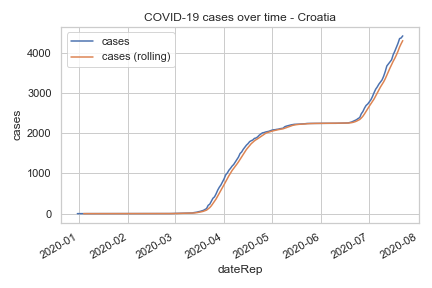 COVID-19 cases over time - Croatia
cases
cases (rolling)
4000
3000
2000
1000
0
cases
2020-01
2020-02
2020-03
2020-04
2020-05
2020-06
2020-07
2020-08
dateRep